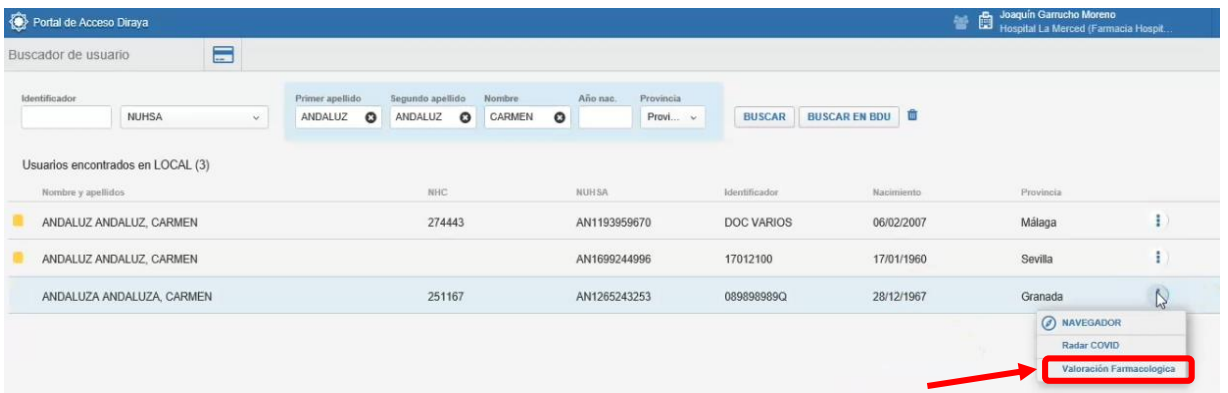 Portal de Acceso Diraya
Joaquín Garrucho Moreno
Hospital La Merced (Farmacia Hospit...
Buscador de usuario
Identificador
Primer apellido Segundo apellido Nombre Año nac. Provincia
NUHSA ANDALUZ ANDALUZ CARMEN Provi... BUSCAR BUSCAR EN BDU
Usuarios encontrados en LOCAL (3)
Nombre y apellidos NHC NUHSA Identificador Nacimiento Provincia
ANDALUZ ANDALUZ, CARMEN 274443 AN1193959670 DOC VARIOS 06/02/2007 Málaga
ANDALUZ ANDALUZ, CARMEN AN1699244996 17012100 17/01/1960 Sevilla
ANDALUZA ANDALUZA, CARMEN 251167 AN1265243253 089898989Q 28/12/1967 Granada
NAVEGADOR
Radar COVID
Valoración Farmacologica